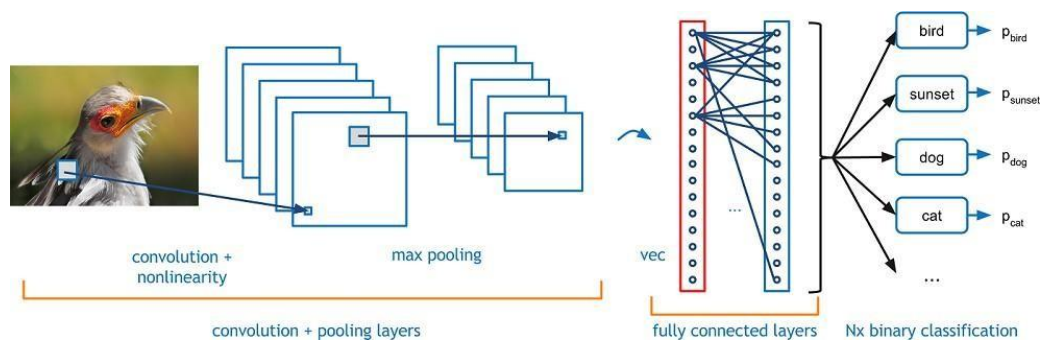 bird
p_bird
sunset
p_sunset
dog
p_dog
cat
p_cat
...
...
convolution +
nonlinearity
max pooling
vec
convolution + pooling layers
fully connected layers
Nx binary classification